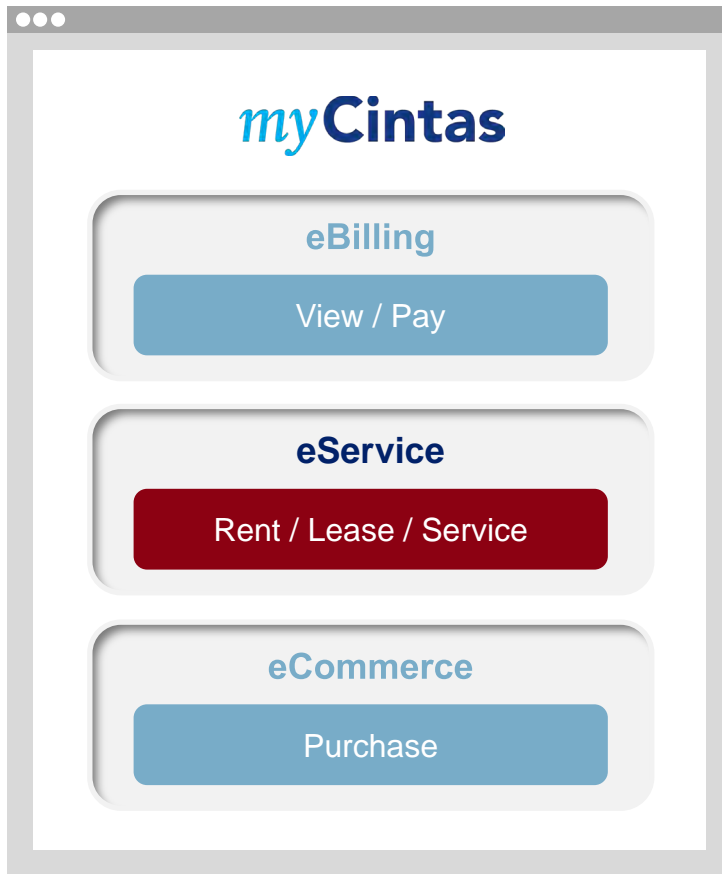 myCintas
eBilling
View / Pay
eService
Rent / Lease / Service
eCommerce
Purchase